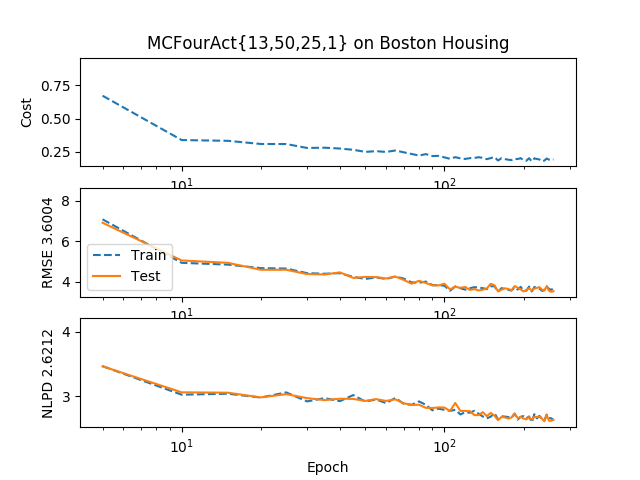 MCFourAct{13,50,25,1} on Boston Housing
Cost
0.75
0.50
0.25
10¹
10²
RMSE 3.6004
8
6
4
Train
Test
10¹
10²
NLPD 2.6212
4
3
10¹
10²
Epoch